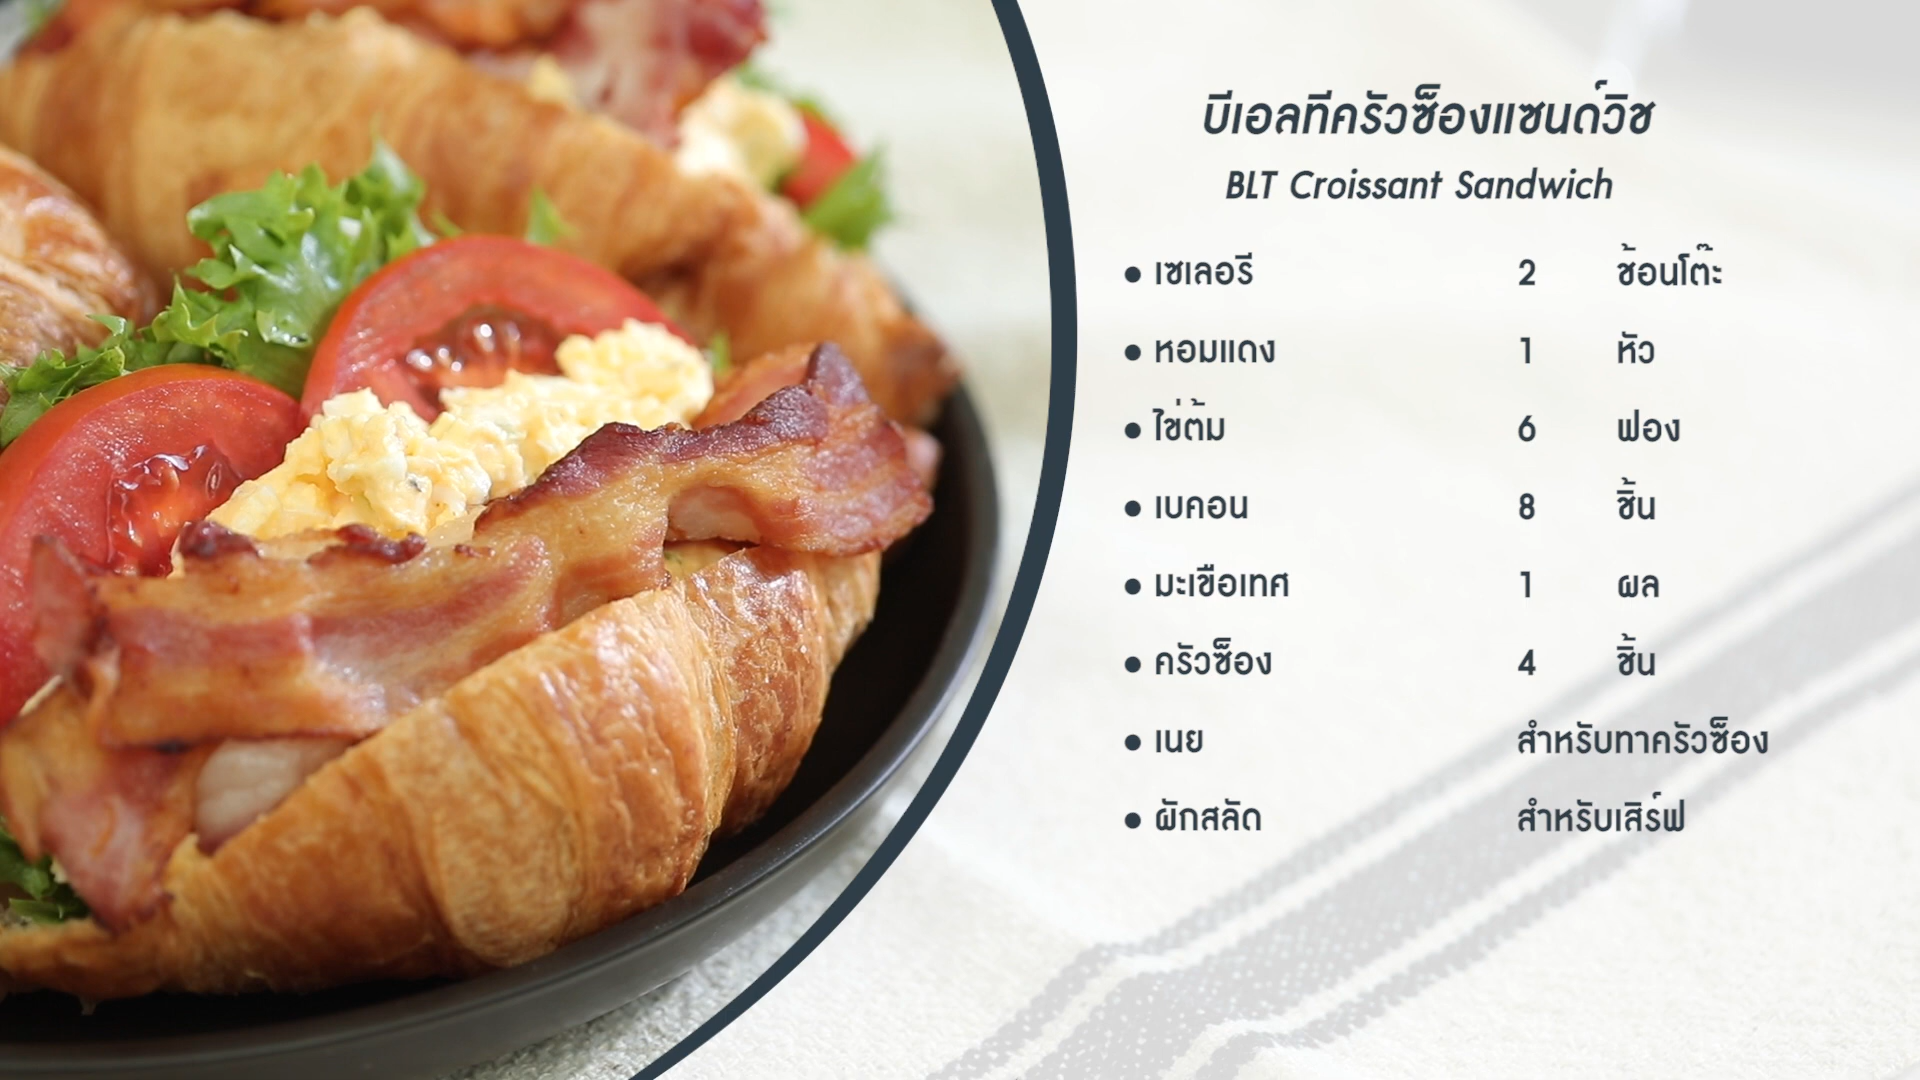 บีเอลทีครัวซ็องแซนด์วิช
BLT Croissant Sandwich
• เซเลอรี 2 ช้อนโต๊ะ
• หอมแดง 1 หัว
• ไข่ต้ม 6 ฟอง
• เบคอน 8 ชิ้น
• มะเขือเทศ 1 ผล
• ครัวซ็อง 4 ชิ้น
• เนย สำหรับทาครัวซ็อง
• ผักสลัด สำหรับเสิร์ฟ